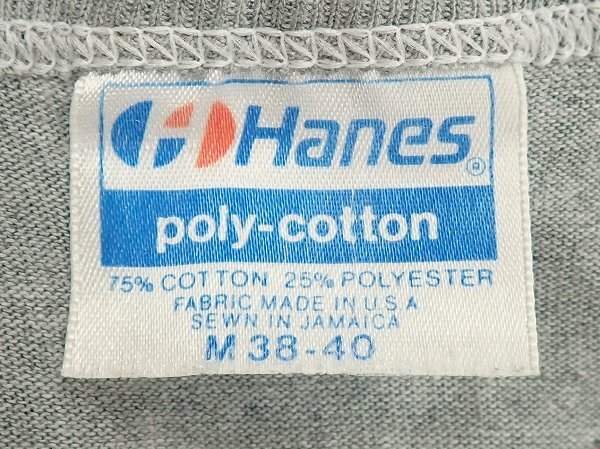 Hanes®
poly-cotton
75% COTTON 25% POLYESTER
FABRIC MADE IN U.S.A
SEWN IN JAMAICA
M 38-40